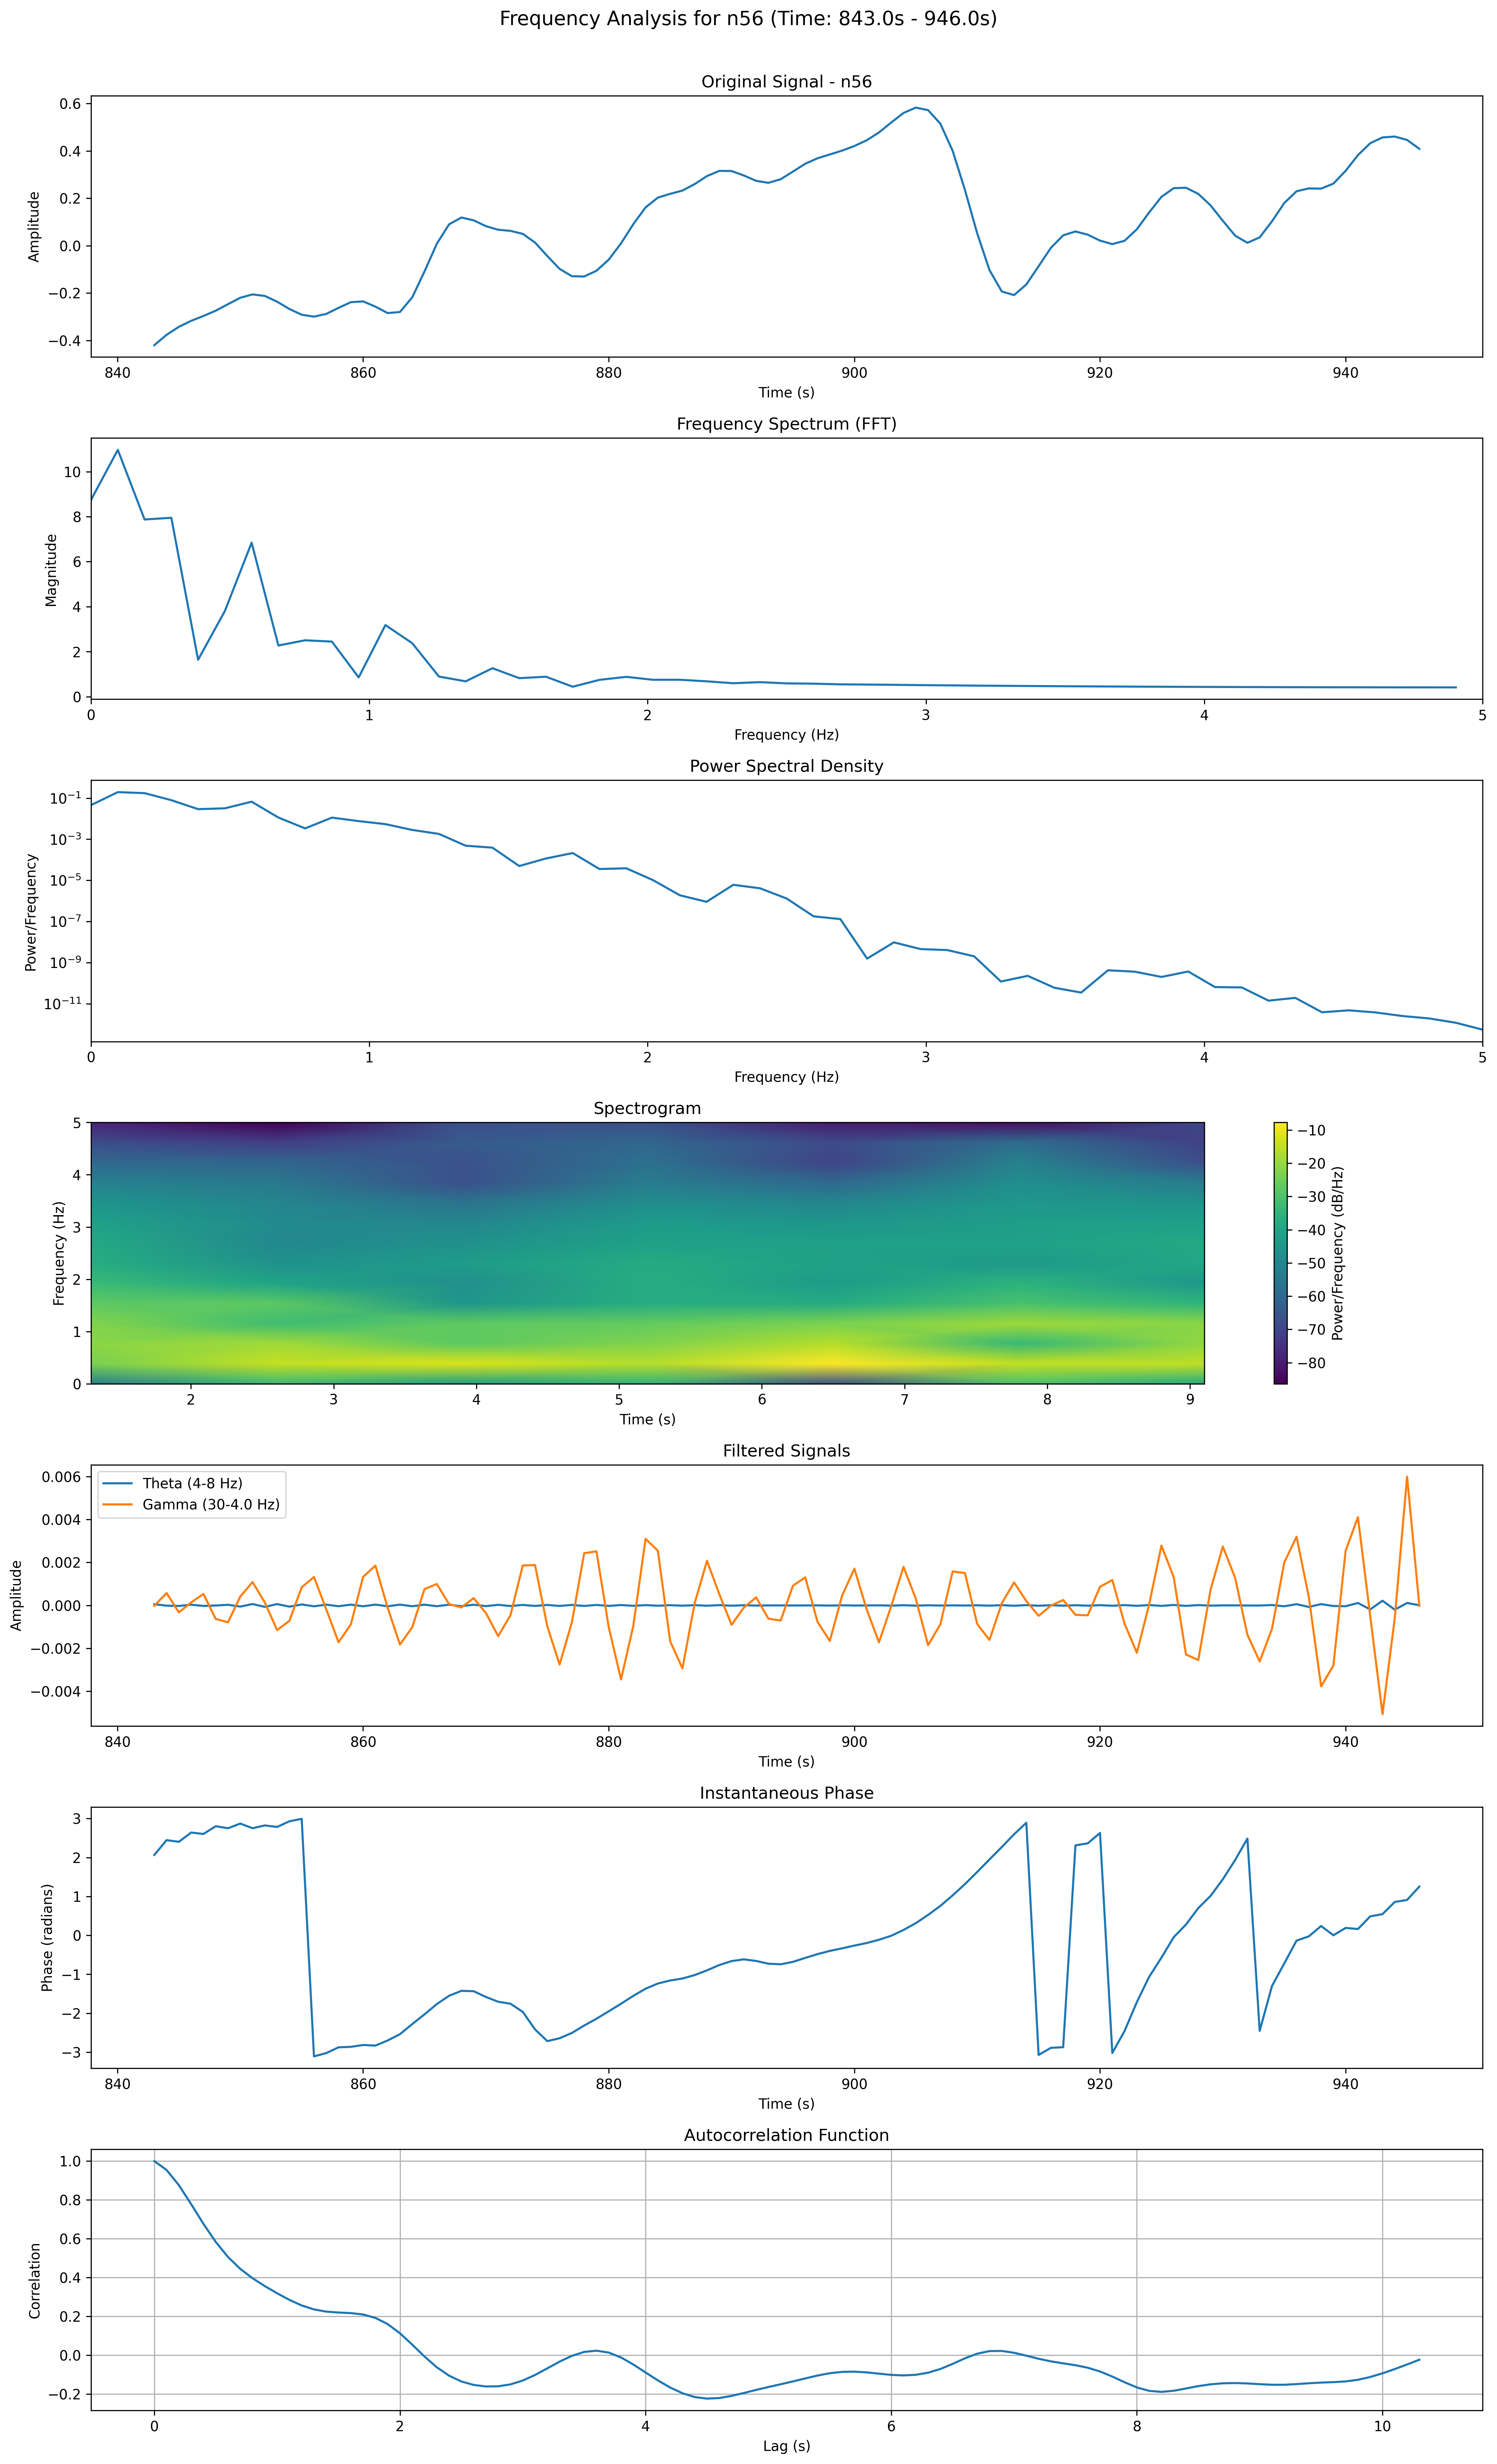 Frequency Analysis for n56 (Time: 843.0s - 946.0s)
Original Signal - n56
Amplitude
0.6
0.4
0.2
0.0
−0.2
−0.4
840 860 880 900 920 940
Time (s)
Frequency Spectrum (FFT)
Magnitude
10
8
6
4
2
0
0 1 2 3 4 5
Frequency (Hz)
Power Spectral Density
Power/Frequency
10⁻¹
10⁻³
10⁻⁵
10⁻⁷
10⁻⁹
10⁻¹¹
0 1 2 3 4 5
Frequency (Hz)
Spectrogram
Frequency (Hz)
5
4
3
2
1
0
2 3 4 5 6 7 8 9
Time (s)
−10
−20
−30
−40
−50
−60
−70
−80
Power/Frequency (dB/Hz)
Filtered Signals
Theta (4-8 Hz)
Gamma (30-4.0 Hz)
Amplitude
0.006
0.004
0.002
0.000
−0.002
−0.004
840 860 880 900 920 940
Time (s)
Instantaneous Phase
Phase (radians)
3
2
1
0
−1
−2
−3
840 860 880 900 920 940
Time (s)
Autocorrelation Function
Correlation
1.0
0.8
0.6
0.4
0.2
0.0
−0.2
0 2 4 6 8 10
Lag (s)